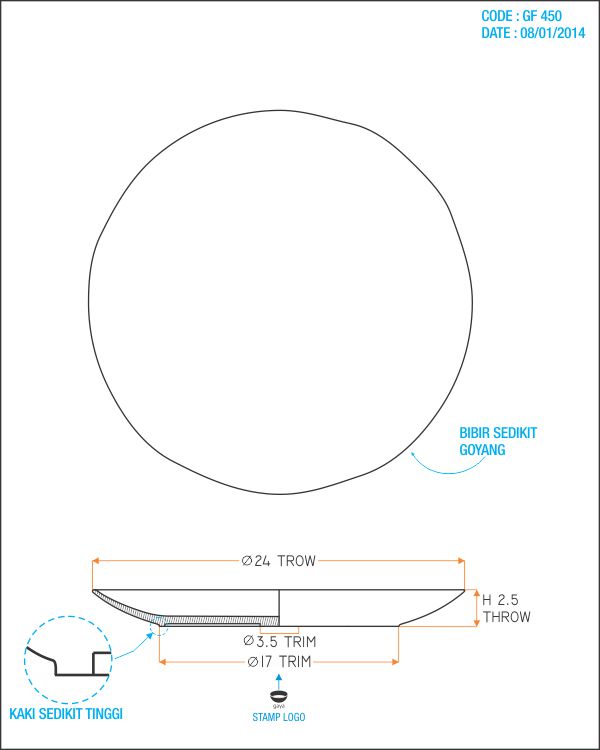 CODE : GF 450
DATE : 08/01/2014
BIBIR SEDIKIT
GOYANG
Ø24 TROW
H 2.5
THROW
Ø3.5 TRIM
Ø17 TRIM
KAKI SEDIKIT TINGGI
gaya
STAMP LOGO